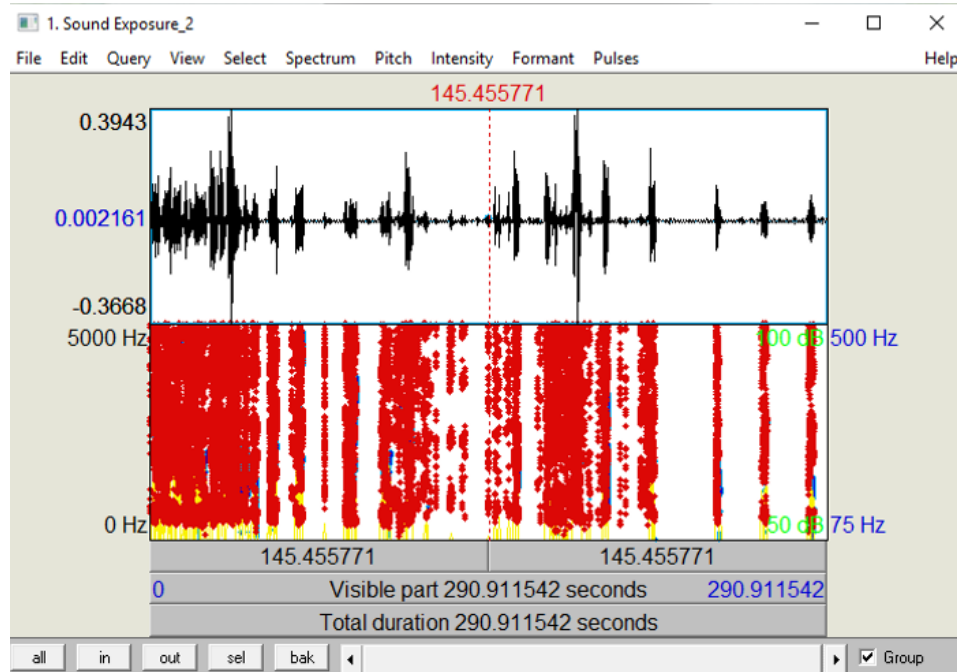 1. Sound Exposure_2
File Edit Query View Select Spectrum Pitch Intensity Formant Pulses Help
145.455771
0.3943
0.002161
-0.3668
5000 Hz 100 dB 500 Hz
0 Hz 50 dB 75 Hz
145.455771 145.455771
0 Visible part 290.911542 seconds 290.911542
Total duration 290.911542 seconds
all in out sel bak Group